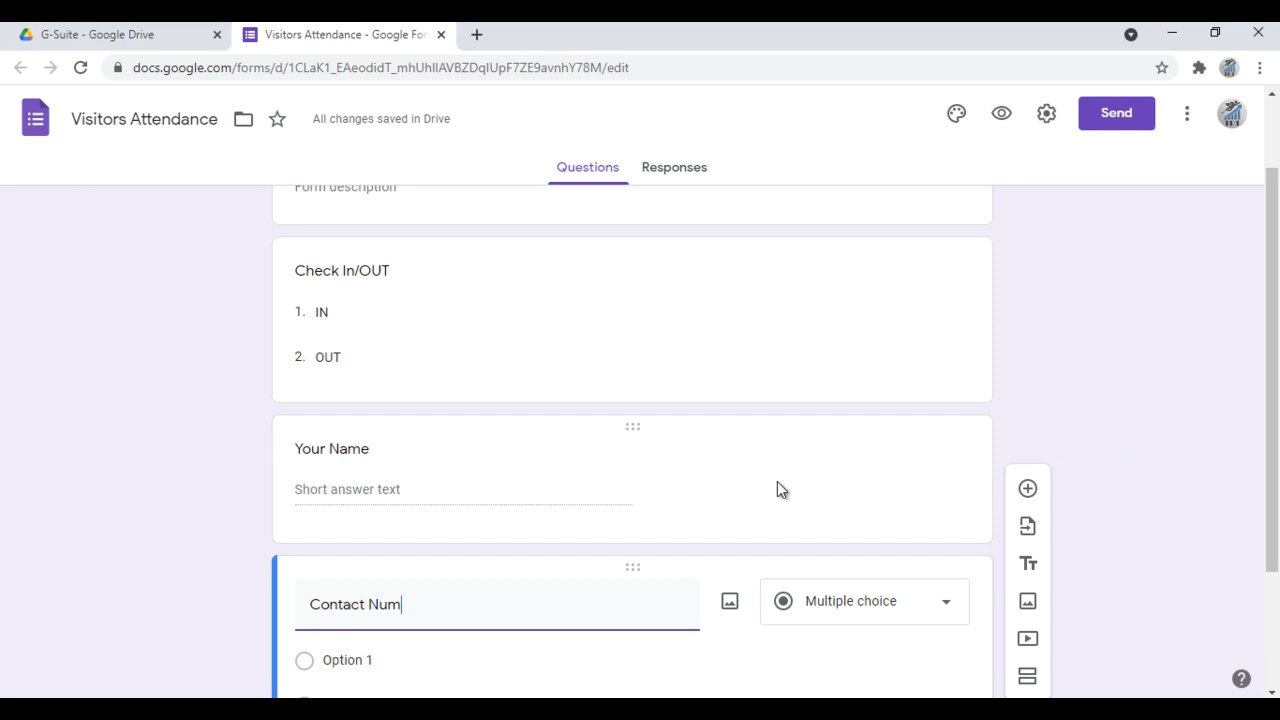 G-Suite - Google Drive
Visitors Attendance - Google For
docs.google.com/forms/d/1CLaK1_EAeodidT_mhUhlIAVBZDqlUpF7ZE9avnhY78M/edit
Visitors Attendance
All changes saved in Drive
Send
Questions
Responses
Form description
Check In/OUT
1. IN
2. OUT
Your Name
Short answer text
Contact Num
Multiple choice
Option 1